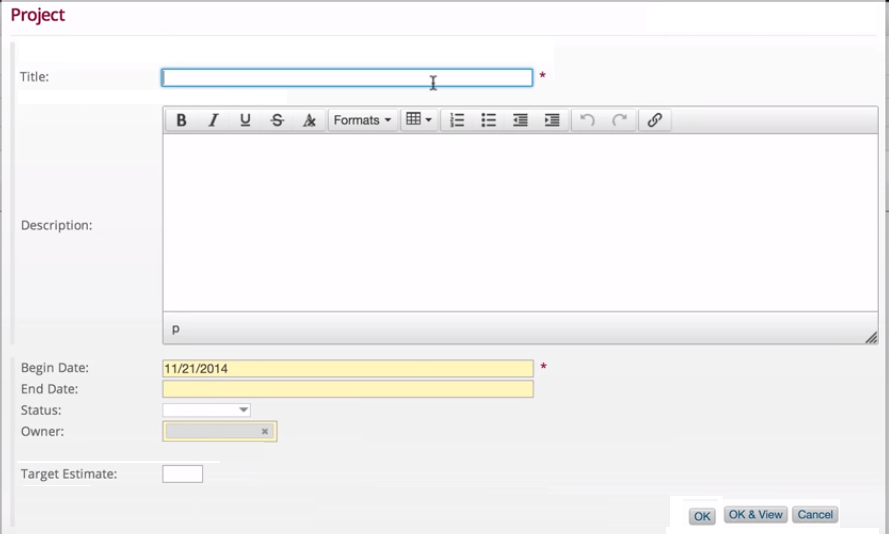 Project
Title: *
B I U S A Formats
Description:
p
Begin Date: 11/21/2014 *
End Date:
Status:
Owner: ×
Target Estimate:
OK OK & View Cancel